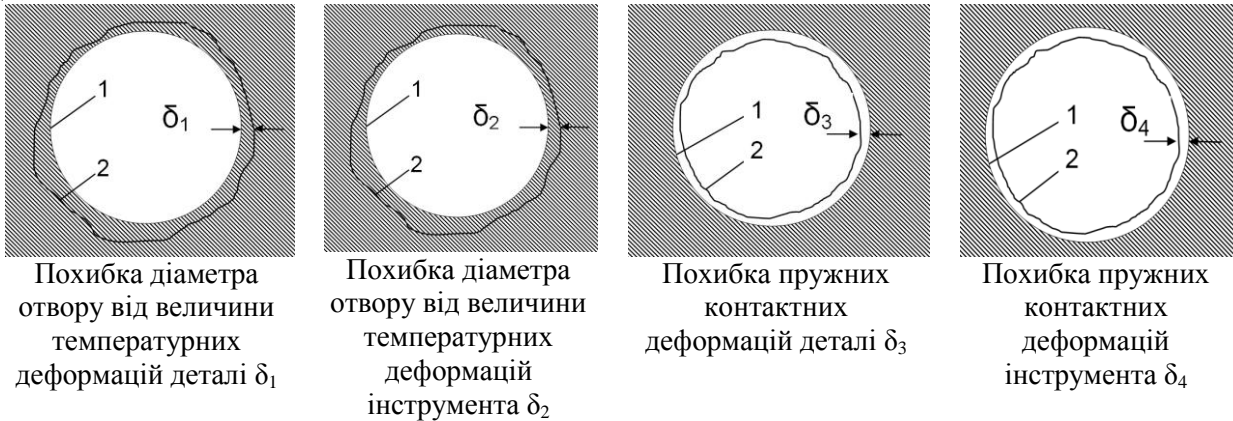 1
2
δ₁
1
2
δ₂
1
2
δ₃
1
2
δ₄
Похибка діаметра
отвору від величини
температурних
деформацій деталі δ₁
Похибка діаметра
отвору від величини
температурних
деформацій
інструмента δ₂
Похибка пружних
контактних
деформацій деталі δ₃
Похибка пружних
контактних
деформацій
інструмента δ₄